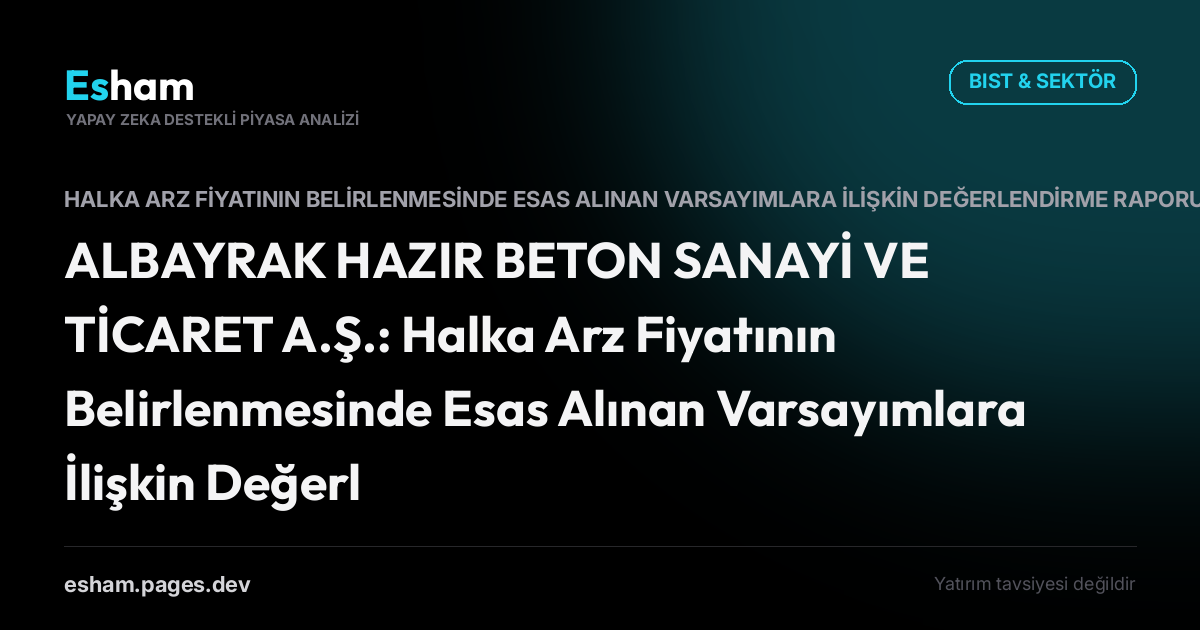 Esham
BIST & SEKTÖR
YAPAY ZEKA DESTEKLİ PİYASA ANALİZİ
HALKA ARZ FİYATININ BELİRLENMESİNDE ESAS ALINAN VARSAYIMLARA İLİŞKİN DEĞERLENDİRME RAPORU
ALBAYRAK HAZIR BETON SANAYİ VE
TİCARET A.Ş.: Halka Arz Fiyatının
Belirlenmesinde Esas Alınan Varsayımlara
İlişkin Değerl
esham.pages.dev
Yatırım tavsiyesi değildir